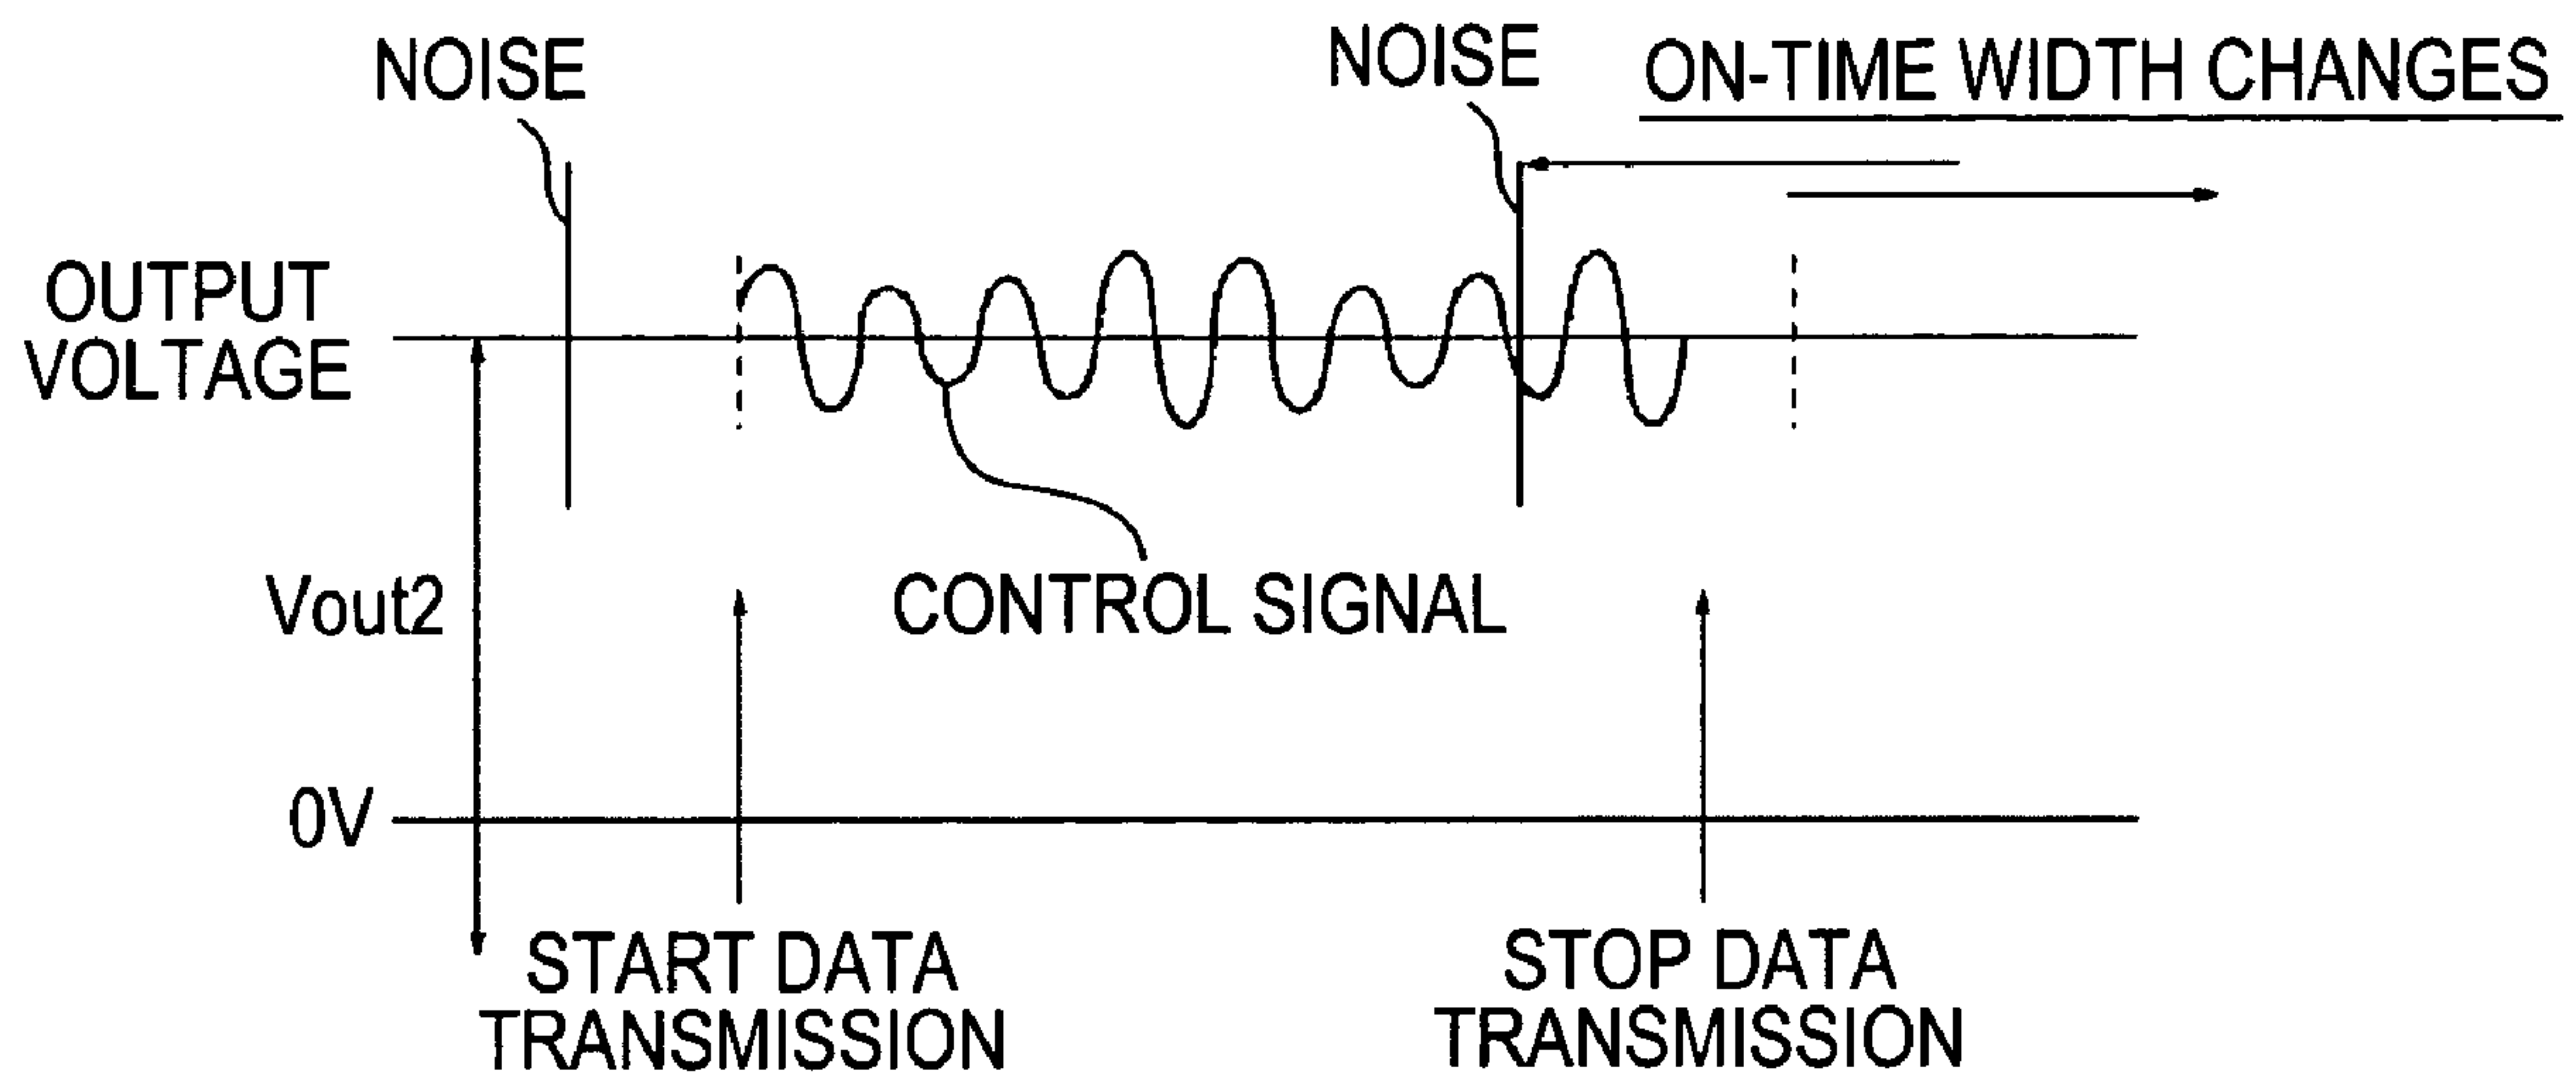 NOISE
NOISE
ON-TIME WIDTH CHANGES
OUTPUT
VOLTAGE
Vout2
CONTROL SIGNAL
0V
START DATA
TRANSMISSION
STOP DATA
TRANSMISSION